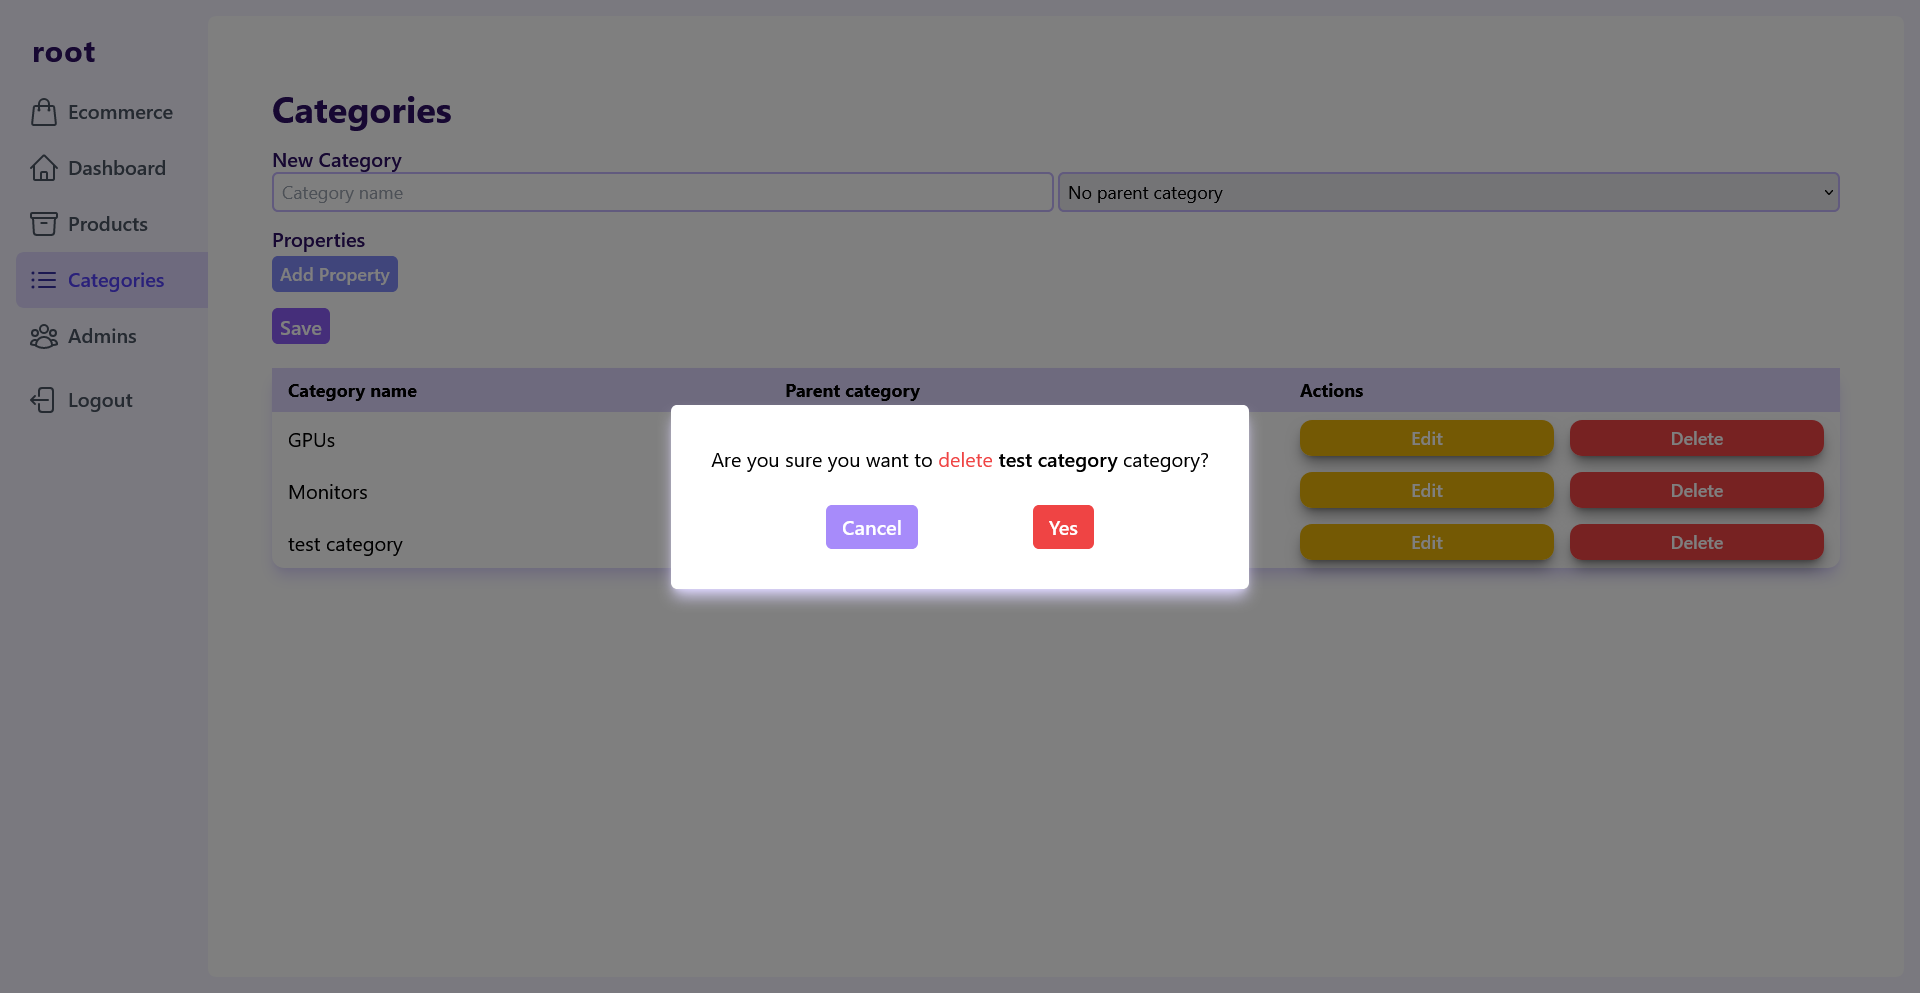 root
Ecommerce
Dashboard
Products
Categories
Admins
Logout
Categories
New Category
Category name
No parent category
Properties
Add Property
Save
Category name Parent category Actions
GPUs Edit Delete
Monitors Edit Delete
test category Edit Delete
Are you sure you want to delete test category category?
Cancel Yes